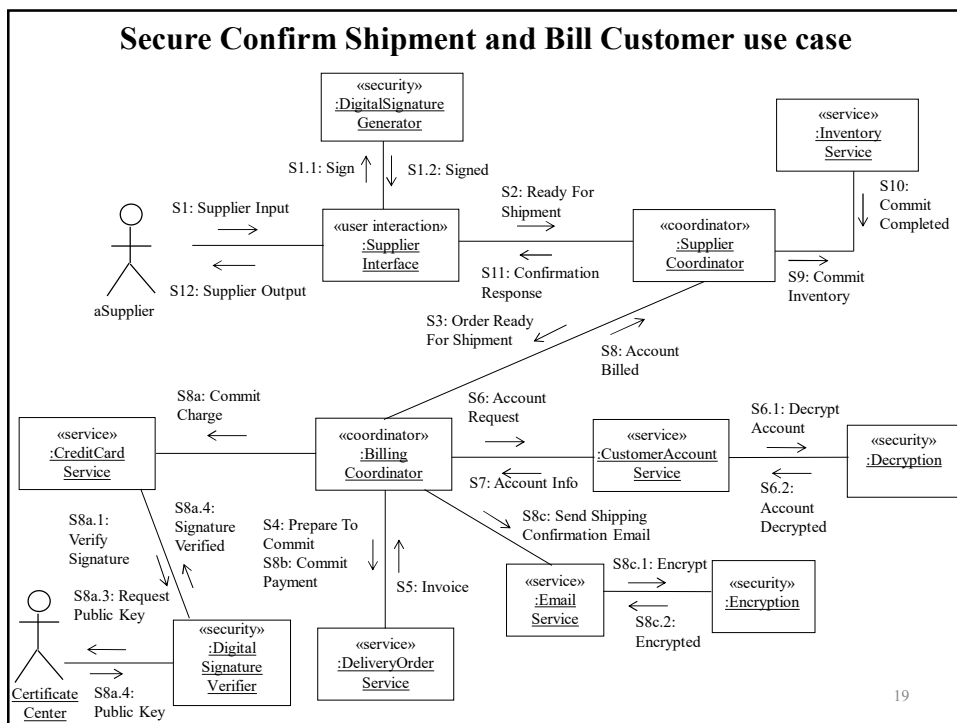 Secure Confirm Shipment and Bill Customer use case
«security»
:DigitalSignature
Generator
«service»
:Inventory
Service
S1.1: Sign
S1.2: Signed
S10:
Commit
Completed
S1: Supplier Input
«user interaction»
:Supplier
Interface
S2: Ready For
Shipment
«coordinator»
:Supplier
Coordinator
S12: Supplier Output
aSupplier
S11: Confirmation
Response
S9: Commit
Inventory
S3: Order Ready
For Shipment
S8: Account
Billed
S8a: Commit
Charge
S6: Account
Request
S6.1: Decrypt
Account
«service»
:CreditCard
Service
«coordinator»
:Billing
Coordinator
«service»
:CustomerAccount
Service
«security»
:Decryption
S7: Account Info
S6.2:
Account
Decrypted
S8a.1:
Verify
Signature
S8a.4:
Signature
Verified
S4: Prepare To
Commit
S8b: Commit
Payment
S5: Invoice
S8c: Send Shipping
Confirmation Email
S8a.3: Request
Public Key
«service»
:Email
Service
S8c.1: Encrypt
«security»
:Encryption
S8c.2:
Encrypted
«security»
:Digital
Signature
Verifier
«service»
:DeliveryOrder
Service
Certificate
Center
S8a.4:
Public Key
19